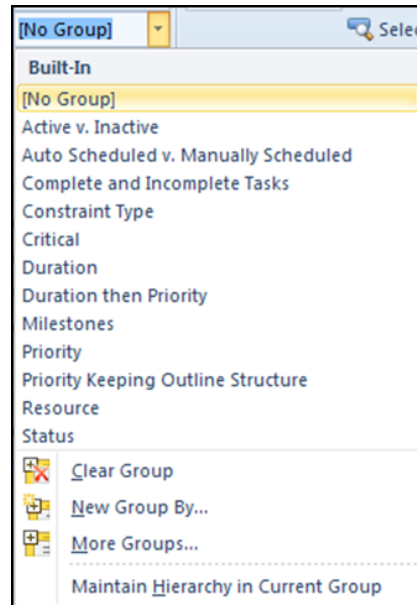 [No Group]
Selec
Built-In
[No Group]
Active v. Inactive
Auto Scheduled v. Manually Scheduled
Complete and Incomplete Tasks
Constraint Type
Critical
Duration
Duration then Priority
Milestones
Priority
Priority Keeping Outline Structure
Resource
Status
Clear Group
New Group By...
More Groups...
Maintain Hierarchy in Current Group